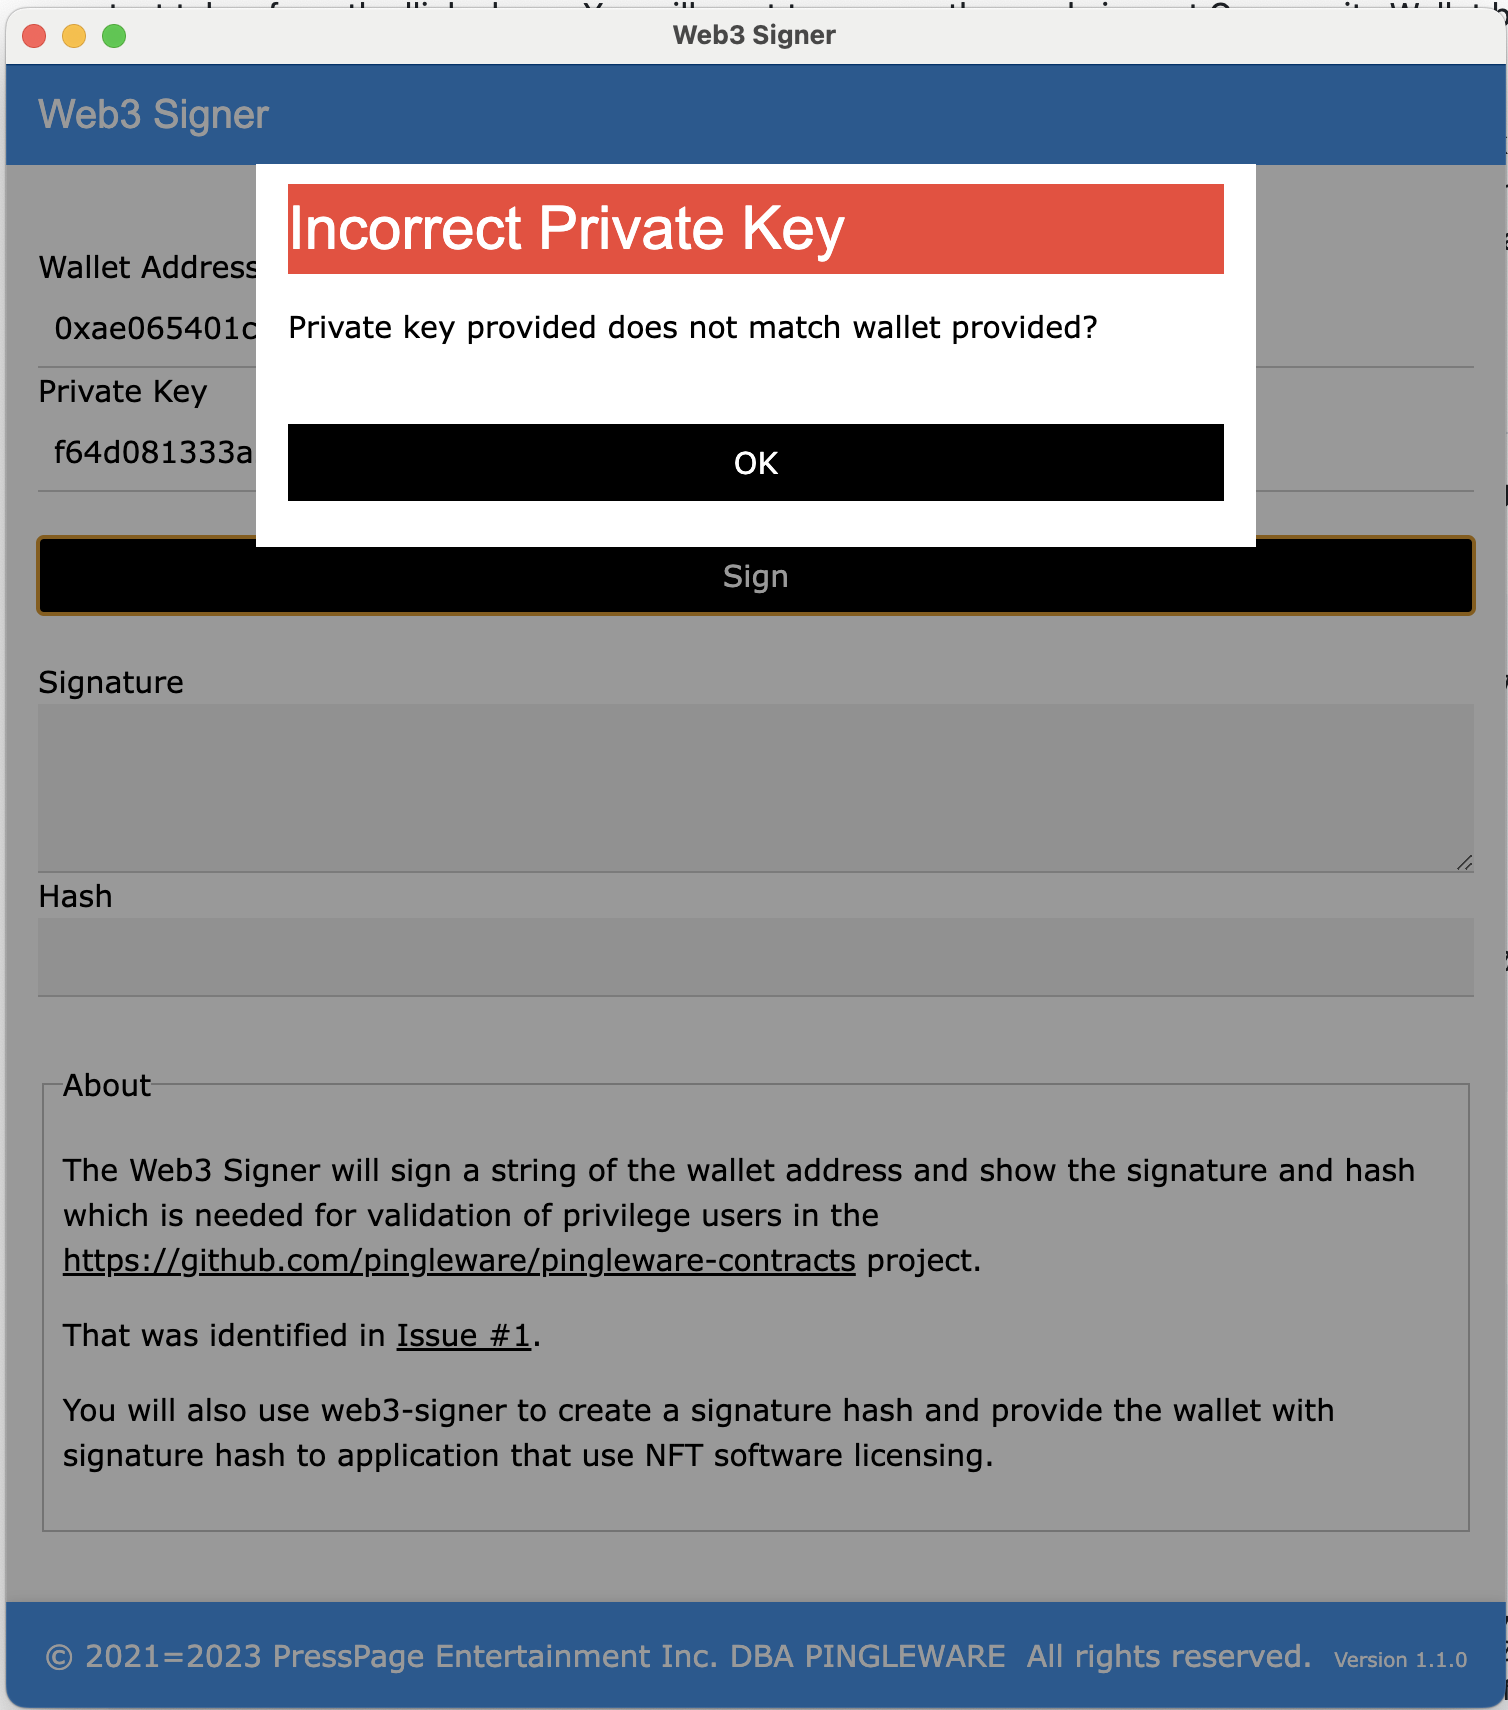 Web3 Signer
Web3 Signer
Incorrect Private Key
Private key provided does not match wallet provided?
OK
Wallet Address
0xae065401c
Private Key
f64d081333a
Sign
Signature
Hash
About
The Web3 Signer will sign a string of the wallet address and show the signature and hash
which is needed for validation of privilege users in the
https://github.com/pingleware/pingleware-contracts project.
That was identified in Issue #1.
You will also use web3-signer to create a signature hash and provide the wallet with
signature hash to application that use NFT software licensing.
© 2021=2023 PressPage Entertainment Inc. DBA PINGLEWARE All rights reserved. Version 1.1.0